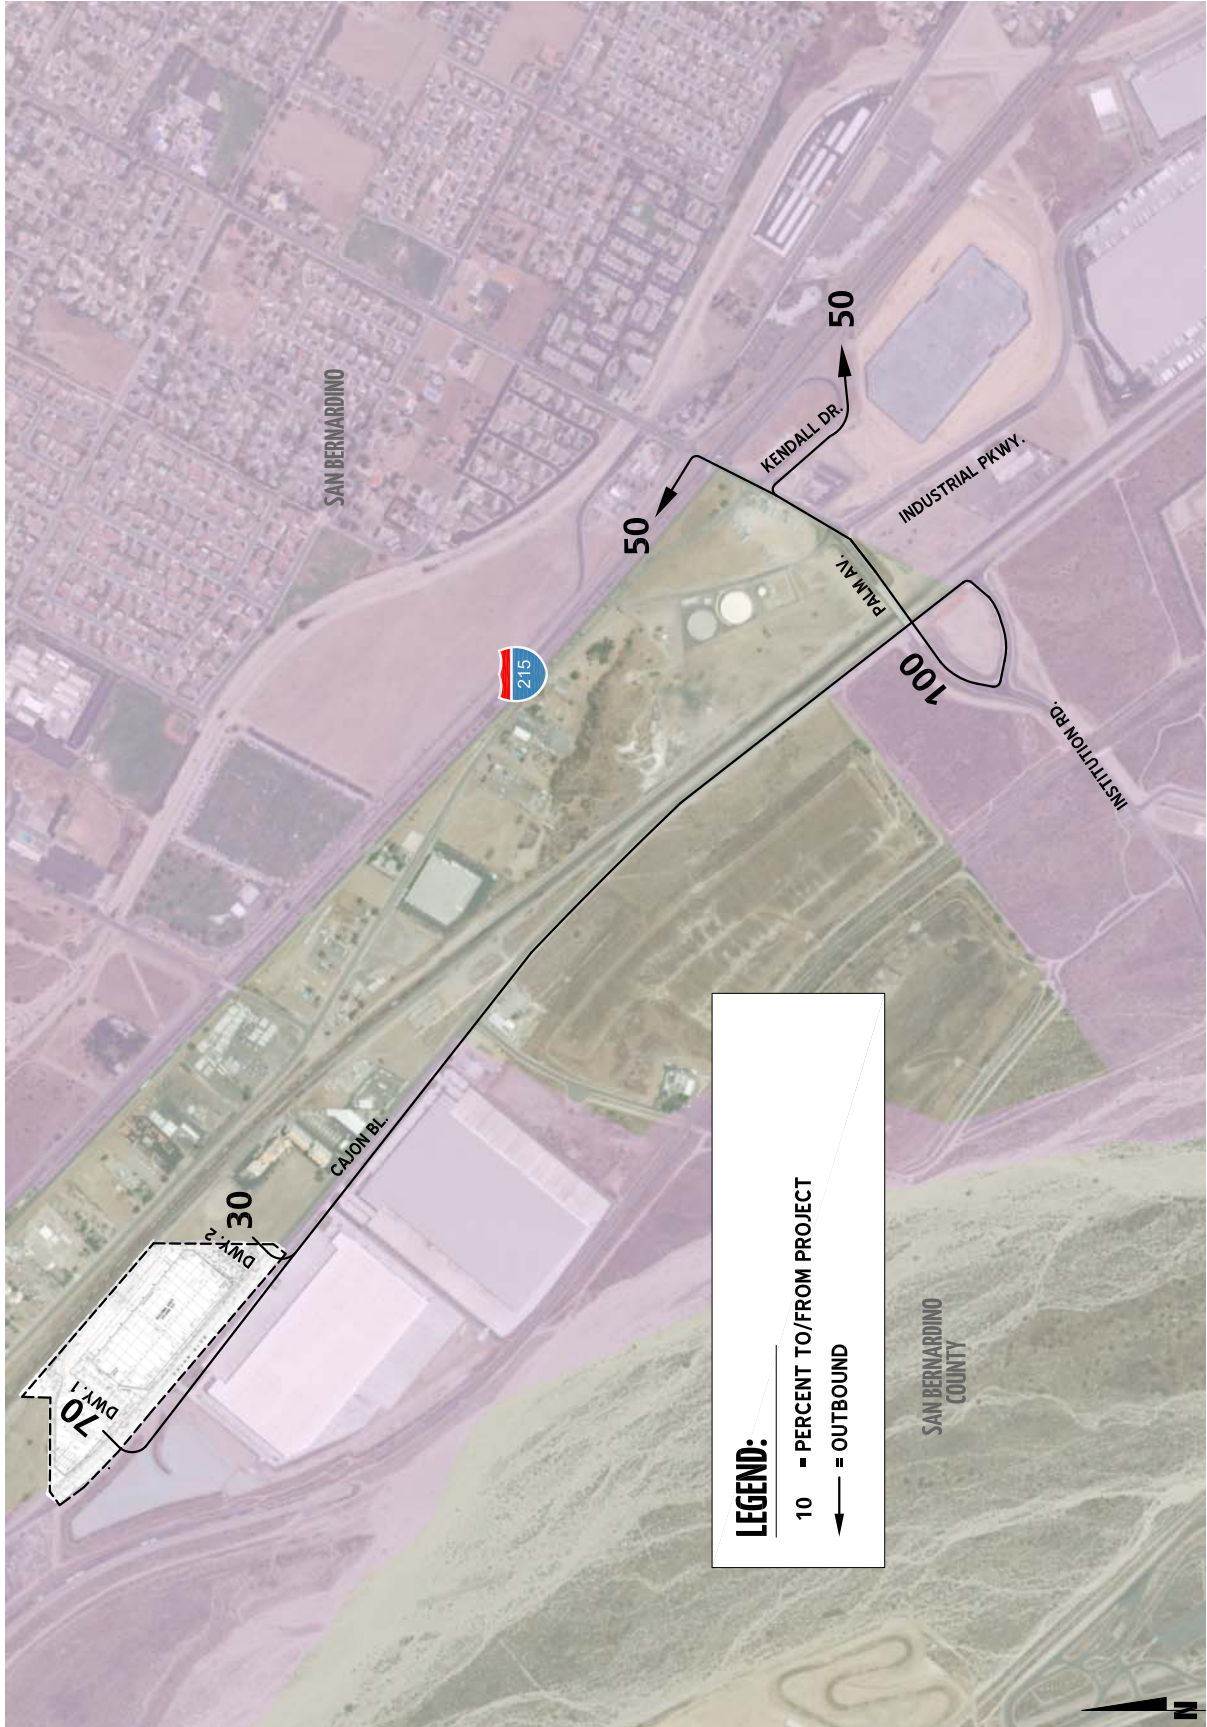 SAN BERNARDINO
50
50
KENDALL DR.
INDUSTRIAL PKWY.
PALM AV.
215
100
INSTITUTION RD.
CAJON BL.
30
DWY. 2
70
DWY. 1
LEGEND:
10 = PERCENT TO/FROM PROJECT
= OUTBOUND
SAN BERNARDINO
COUNTY
N